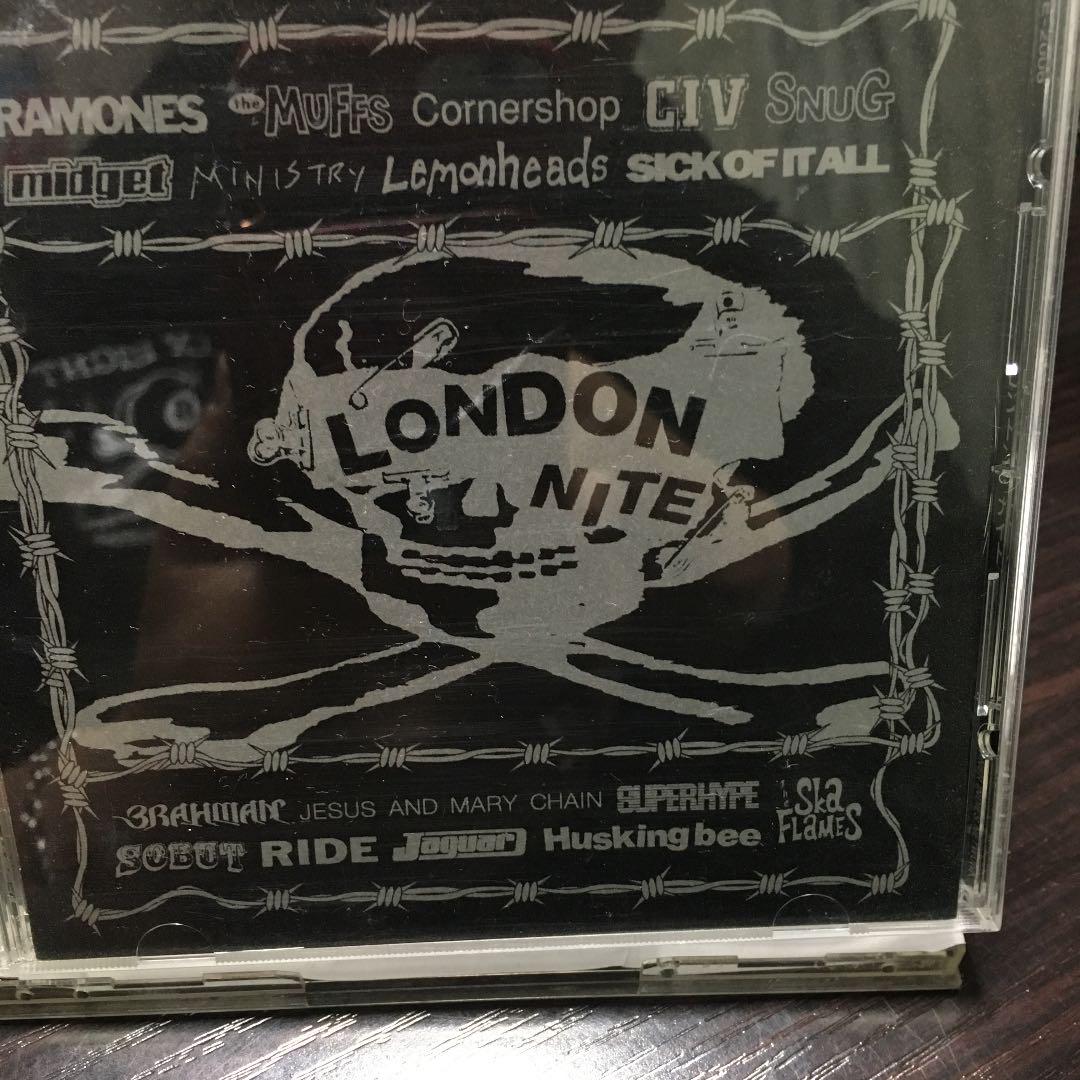 RAMONES the MUFFS Cornershop CIV SNUG
midget MINISTRY Lemonheads SICK OF IT ALL
LONDON
NITE
BRAHMAN JESUS AND MARY CHAIN SUPERHYPE Ska
FLAMES
SOBUT RIDE Jaguar Husking bee